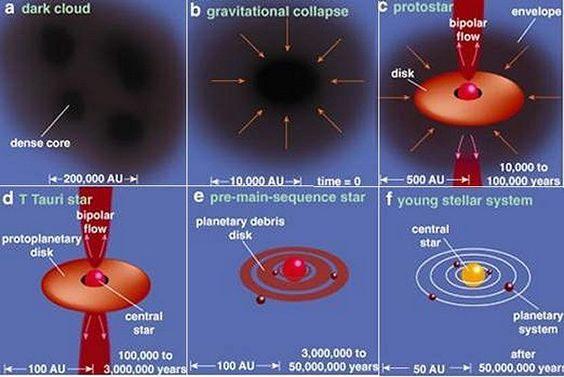 a dark cloud
dense core
200,000 AU
b gravitational collapse
10,000 AU
time = 0
c protostar
bipolar
flow
envelope
disk
500 AU
10,000 to
100,000 years
d T Tauri star
bipolar
flow
protoplanetary
disk
central
star
100 AU
100,000 to
3,000,000 years
e pre-main-sequence star
planetary debris
disk
100 AU
3,000,000 to
50,000,000 years
f young stellar system
central
star
planetary
system
50 AU
after
50,000,000 years